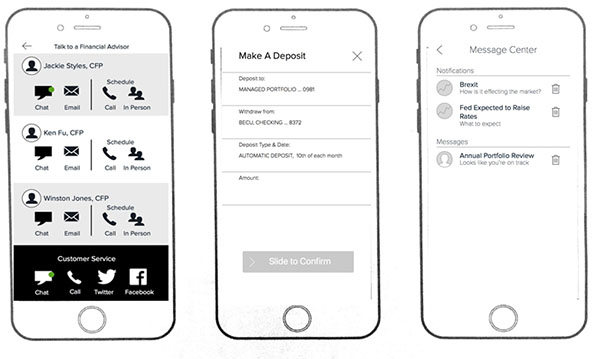 Talk to a Financial Advisor
Jackie Styles, CFP
Schedule
Chat Email Call In Person
Ken Fu, CFP
Schedule
Chat Email Call In Person
Winston Jones, CFP
Schedule
Chat Email Call In Person
Customer Service
Chat Call Twitter Facebook
Make A Deposit
Deposit to:
MANAGED PORTFOLIO .. 0981
Withdraw from:
BECU, CHECKING .. 8372
Deposit Type & Date:
AUTOMATIC DEPOSIT, 10th of each month
Amount:
Slide to Confirm
Message Center
Notifications
Brexit
How is it effecting the market?
Fed Expected to Raise
Rates
What to expect
Messages
Annual Portfolio Review
Looks like you're on track